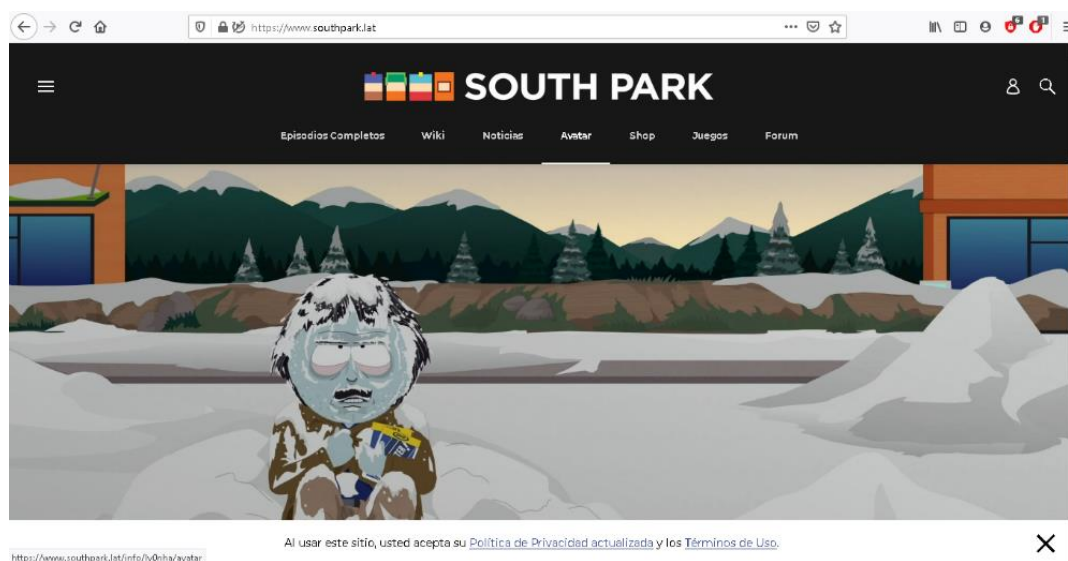 https://www.southpark.lat
SOUTH PARK
Episodios Completos Wiki Noticias Avatar Shop Juegos Forum
Al usar este sitio, usted acepta su Política de Privacidad actualizada y los Términos de Uso.